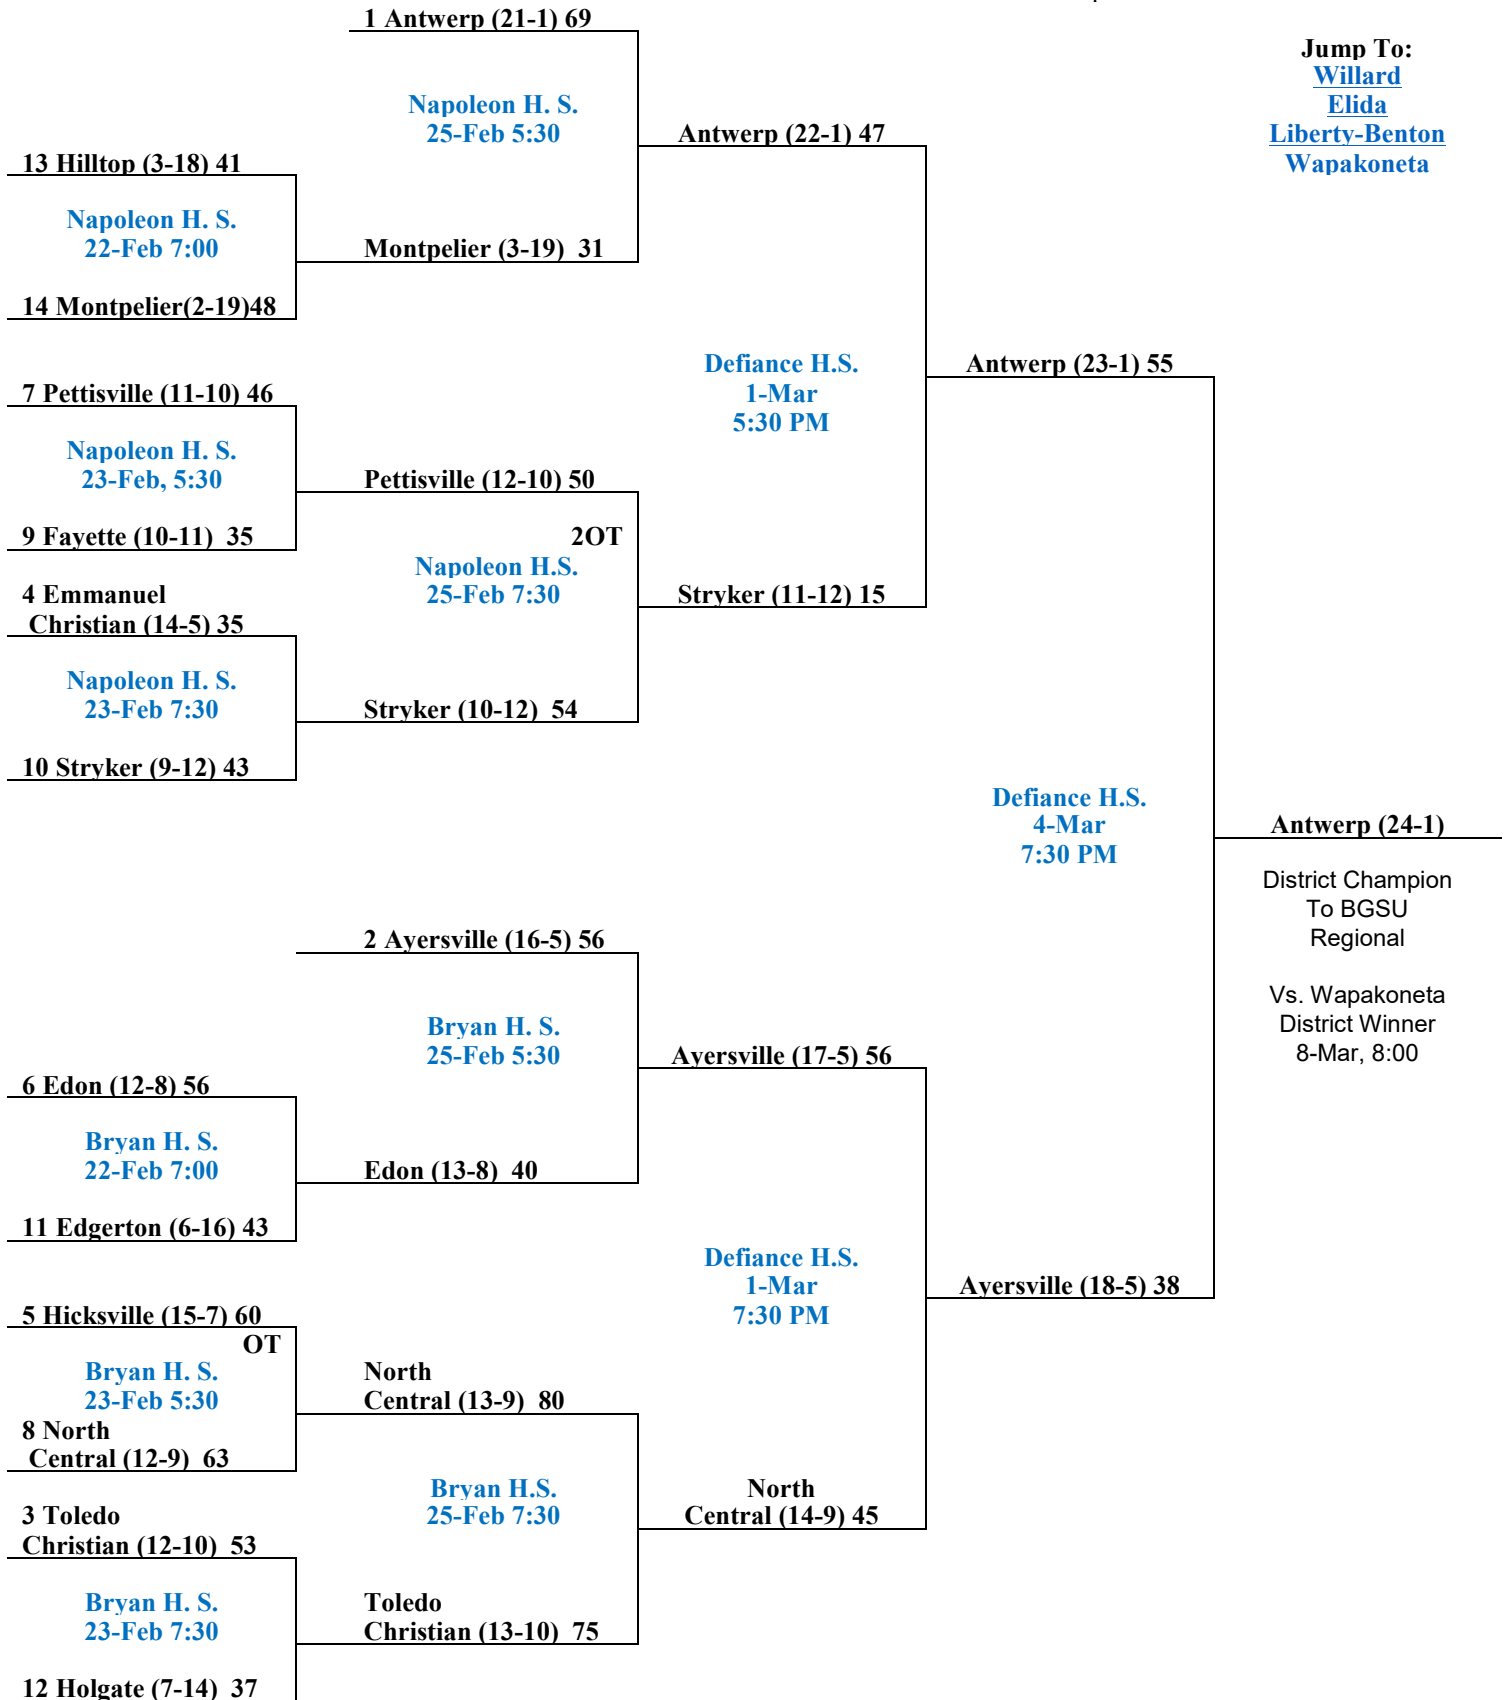 1 Antwerp (21-1) 69
Jump To:
Willard
Elida
Liberty-Benton
Wapakoneta
Napoleon H. S.
25-Feb 5:30
Antwerp (22-1) 47
13 Hilltop (3-18) 41
Napoleon H. S.
22-Feb 7:00
Montpelier (3-19)  31
14 Montpelier(2-19)48
Defiance H.S.
1-Mar
5:30 PM
Antwerp (23-1) 55
7 Pettisville (11-10) 46
Napoleon H. S.
23-Feb, 5:30
Pettisville (12-10) 50
9 Fayette (10-11)  35
2OT
Napoleon H.S.
25-Feb 7:30
Stryker (11-12) 15
4 Emmanuel
Christian (14-5) 35
Napoleon H. S.
23-Feb 7:30
Stryker (10-12)  54
10 Stryker (9-12) 43
Defiance H.S.
4-Mar
7:30 PM
Antwerp (24-1)
District Champion
To BGSU
Regional
Vs. Wapakoneta
District Winner
8-Mar, 8:00
2 Ayersville (16-5) 56
Bryan H. S.
25-Feb 5:30
Ayersville (17-5) 56
6 Edon (12-8) 56
Bryan H. S.
22-Feb 7:00
Edon (13-8)  40
11 Edgerton (6-16) 43
Defiance H.S.
1-Mar
7:30 PM
Ayersville (18-5) 38
5 Hicksville (15-7) 60
OT
Bryan H. S.
23-Feb 5:30
North
Central (13-9)  80
8 North
Central (12-9)  63
Bryan H.S.
25-Feb 7:30
North
Central (14-9) 45
3 Toledo
Christian (12-10)  53
Bryan H. S.
23-Feb 7:30
Toledo
Christian (13-10)  75
12 Holgate (7-14)  37